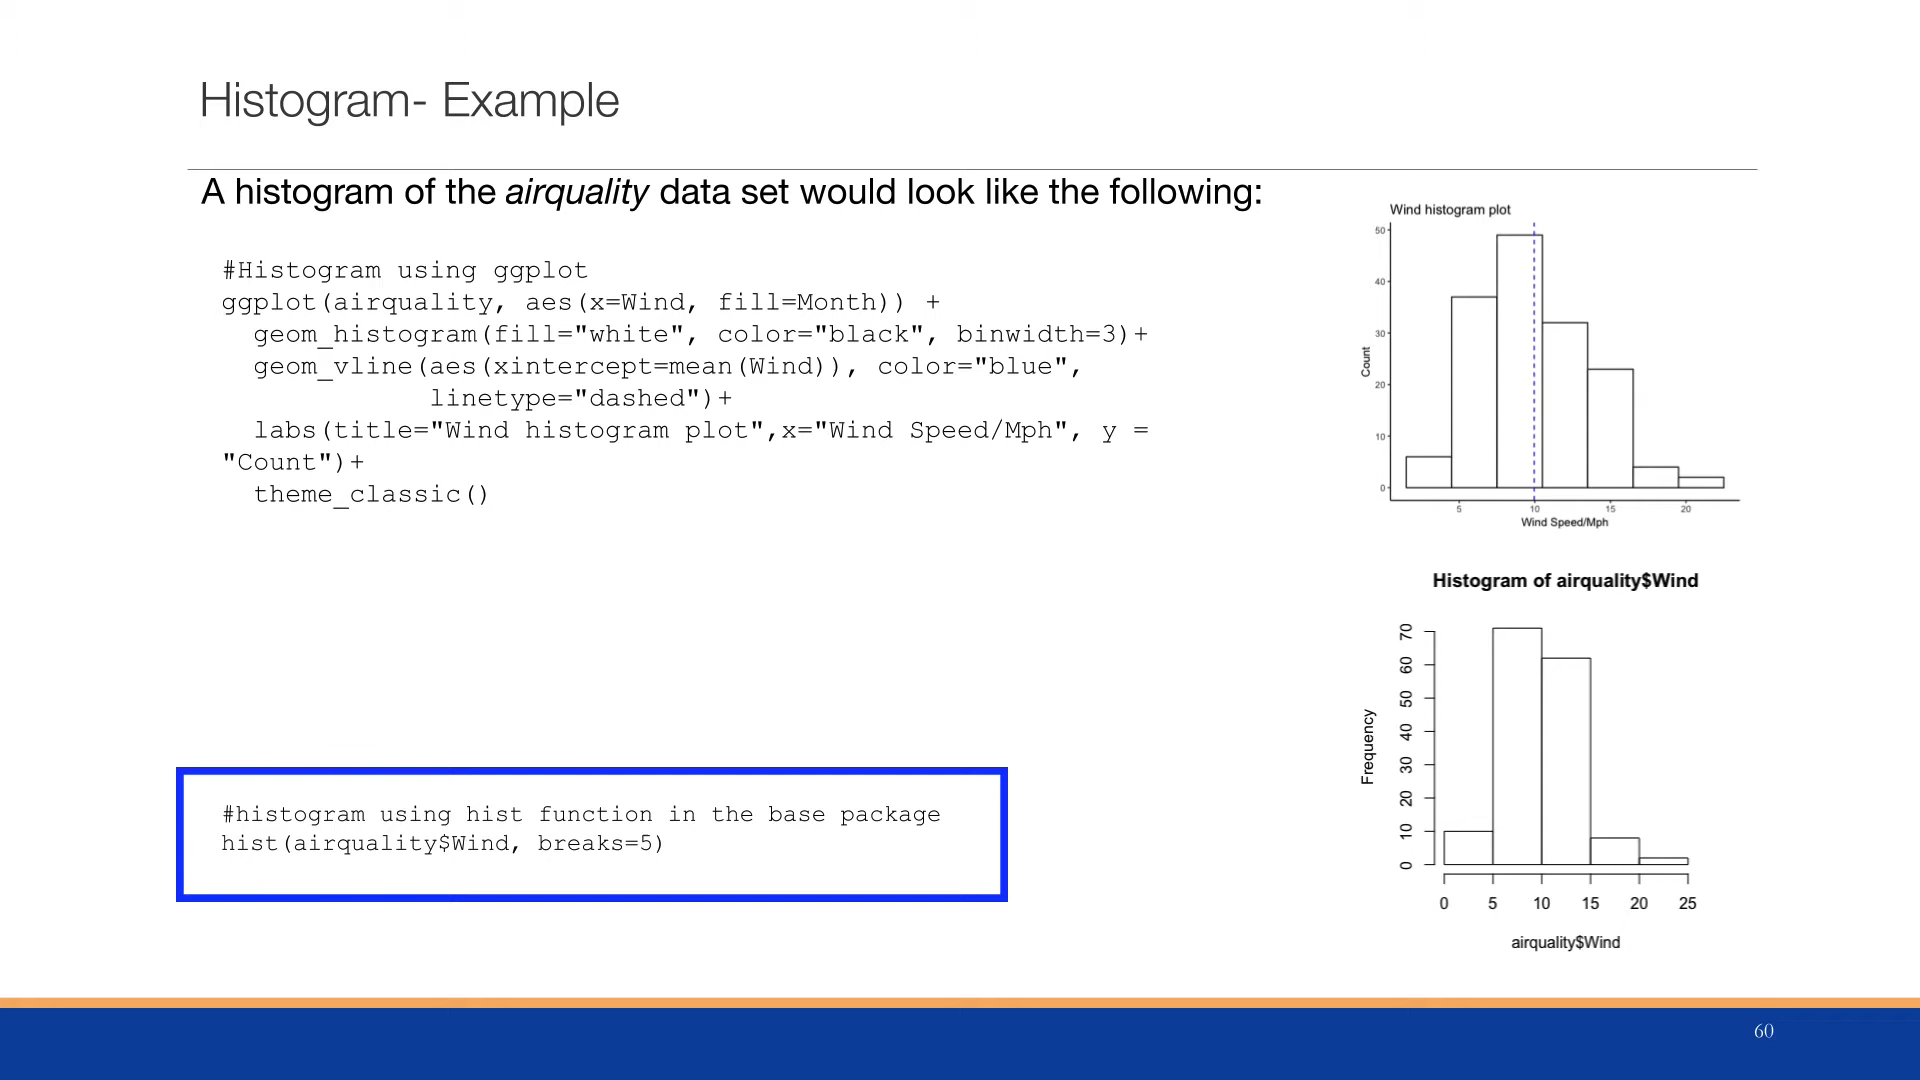 Histogram- Example
A histogram of the airquality data set would look like the following:
#Histogram using ggplot
ggplot(airquality, aes(x=Wind, fill=Month)) +
geom_histogram(fill="white", color="black", binwidth=3)+
geom_vline(aes(xintercept=mean(Wind)), color="blue",
linetype="dashed")+
labs(title="Wind histogram plot",x="Wind Speed/Mph", y =
"Count")+
theme_classic()
#histogram using hist function in the base package
hist(airquality$Wind, breaks=5)
Wind histogram plot
50
40
30
20
10
0
Count
5 10 15 20
Wind Speed/Mph
Histogram of airquality$Wind
70
60
50
40
30
20
10
0
Frequency
0 5 10 15 20 25
airquality$Wind
60